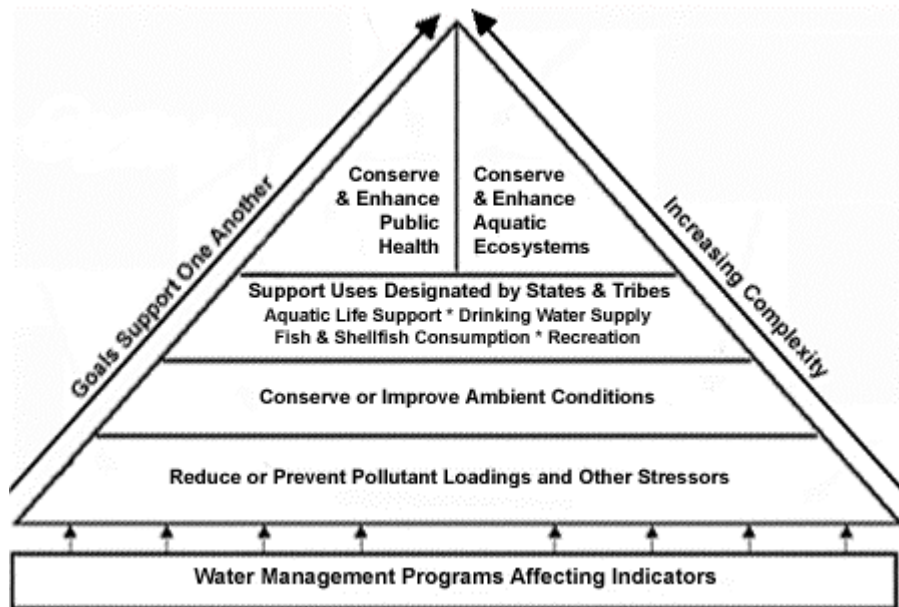 Goals Support One Another
Increasing Complexity
Conserve
& Enhance
Public
Health
Conserve
& Enhance
Aquatic
Ecosystems
Support Uses Designated by States & Tribes
Aquatic Life Support * Drinking Water Supply
Fish & Shellfish Consumption * Recreation
Conserve or Improve Ambient Conditions
Reduce or Prevent Pollutant Loadings and Other Stressors
Water Management Programs Affecting Indicators